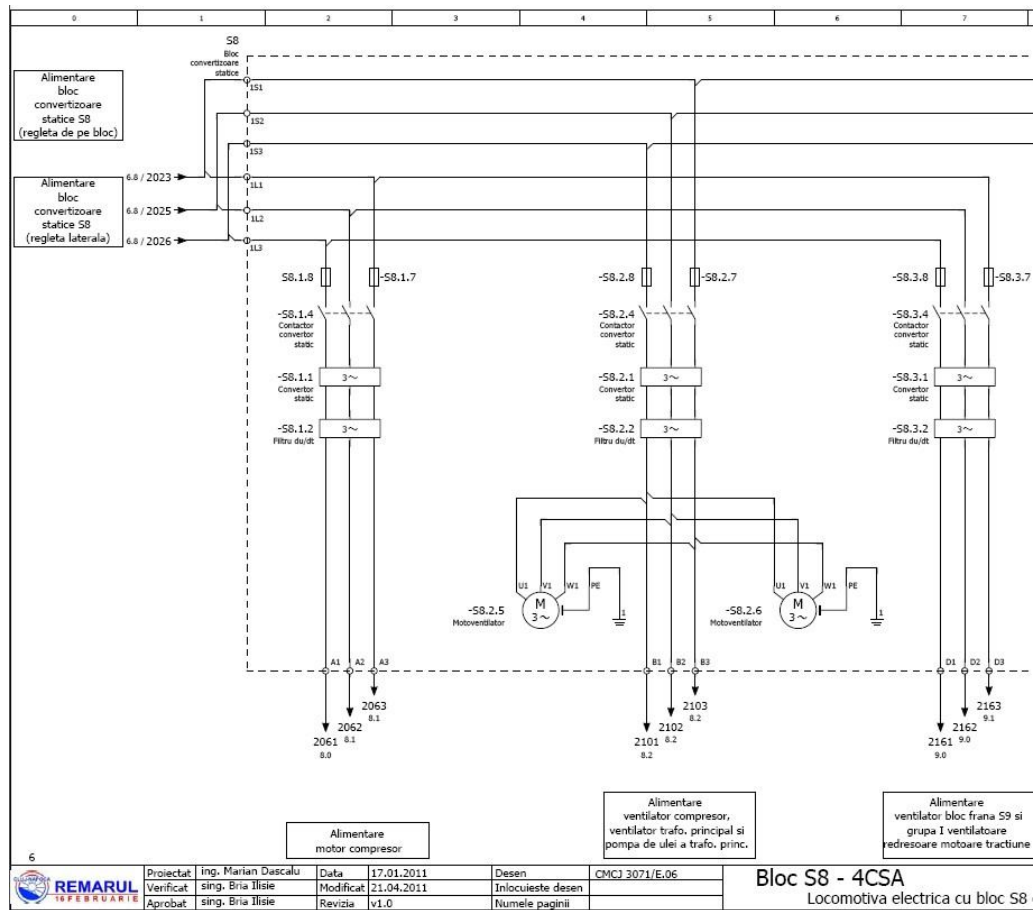 0 1 2 3 4 5 6 7
S8
Bloc
convertizoare
statice
Alimentare
bloc
convertizoare
statice S8
(regleta de pe bloc)
1S1
1S2
1S3
Alimentare
bloc
convertizoare
statice S8
(regleta laterala)
6.8 / 2023
1L1
6.8 / 2025
1L2
6.8 / 2026
1L3
S8.1.8 -S8.1.7 -S8.2.8 -S8.2.7 -S8.3.8 -S8.3.7
-S8.1.4
Contactor
convertor
static
-S8.2.4
Contactor
convertor
static
-S8.3.4
Contactor
convertor
static
-S8.1.1 3~
Convertor
static
-S8.2.1 3~
Convertor
static
-S8.3.1 3~
Convertor
static
-S8.1.2 3~
Filtru du/dt
-S8.2.2 3~
Filtru du/dt
-S8.3.2 3~
Filtru du/dt
U1 V1 W1 PE
-S8.2.5
Motoventilator
M
3~
1
U1 V1 W1 PE
-S8.2.6
Motoventilator
M
3~
1
A1 A2 A3 B1 B2 B3 D1 D2 D3
2063
8.1
2062
8.1
2061
8.0
2103
8.2
2102
8.2
2101
8.2
2163
9.1
2162
9.0
2161
9.0
Alimentare
motor compresor
Alimentare
ventilator compresor,
ventilator trafo. principal si
pompa de ulei a trafo. princ.
Alimentare
ventilator bloc frana S9 si
grupa I ventilatoare
redresoare motoare tractiune
6
REMARUL
16 FEBRUARIE
Proiectat ing. Marian Dascalu Data 17.01.2011 Desen CMCJ 3071/E.06
Verificat sing. Bria Ilisie Modificat 21.04.2011 Inlocuieste desen
Aprobat sing. Bria Ilisie Revizia v1.0 Numele paginii
Bloc S8 - 4CSA
Locomotiva electrica cu bloc S8